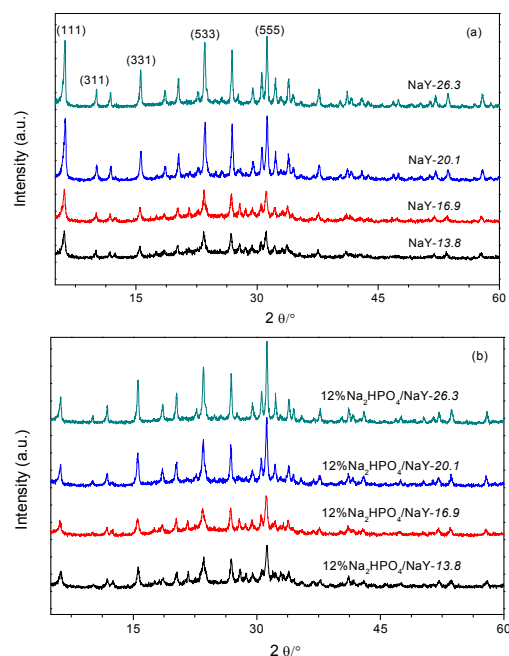 (111)
(533)
(555)
(a)
(311)
(331)
NaY-26.3
NaY-20.1
NaY-16.9
NaY-13.8
Intensity (a.u.)
15 30 45 60
2 θ/°
(b)
12%Na₂HPO₄/NaY-26.3
12%Na₂HPO₄/NaY-20.1
12%Na₂HPO₄/NaY-16.9
12%Na₂HPO₄/NaY-13.8
Intensity (a.u.)
15 30 45 60
2 θ/°